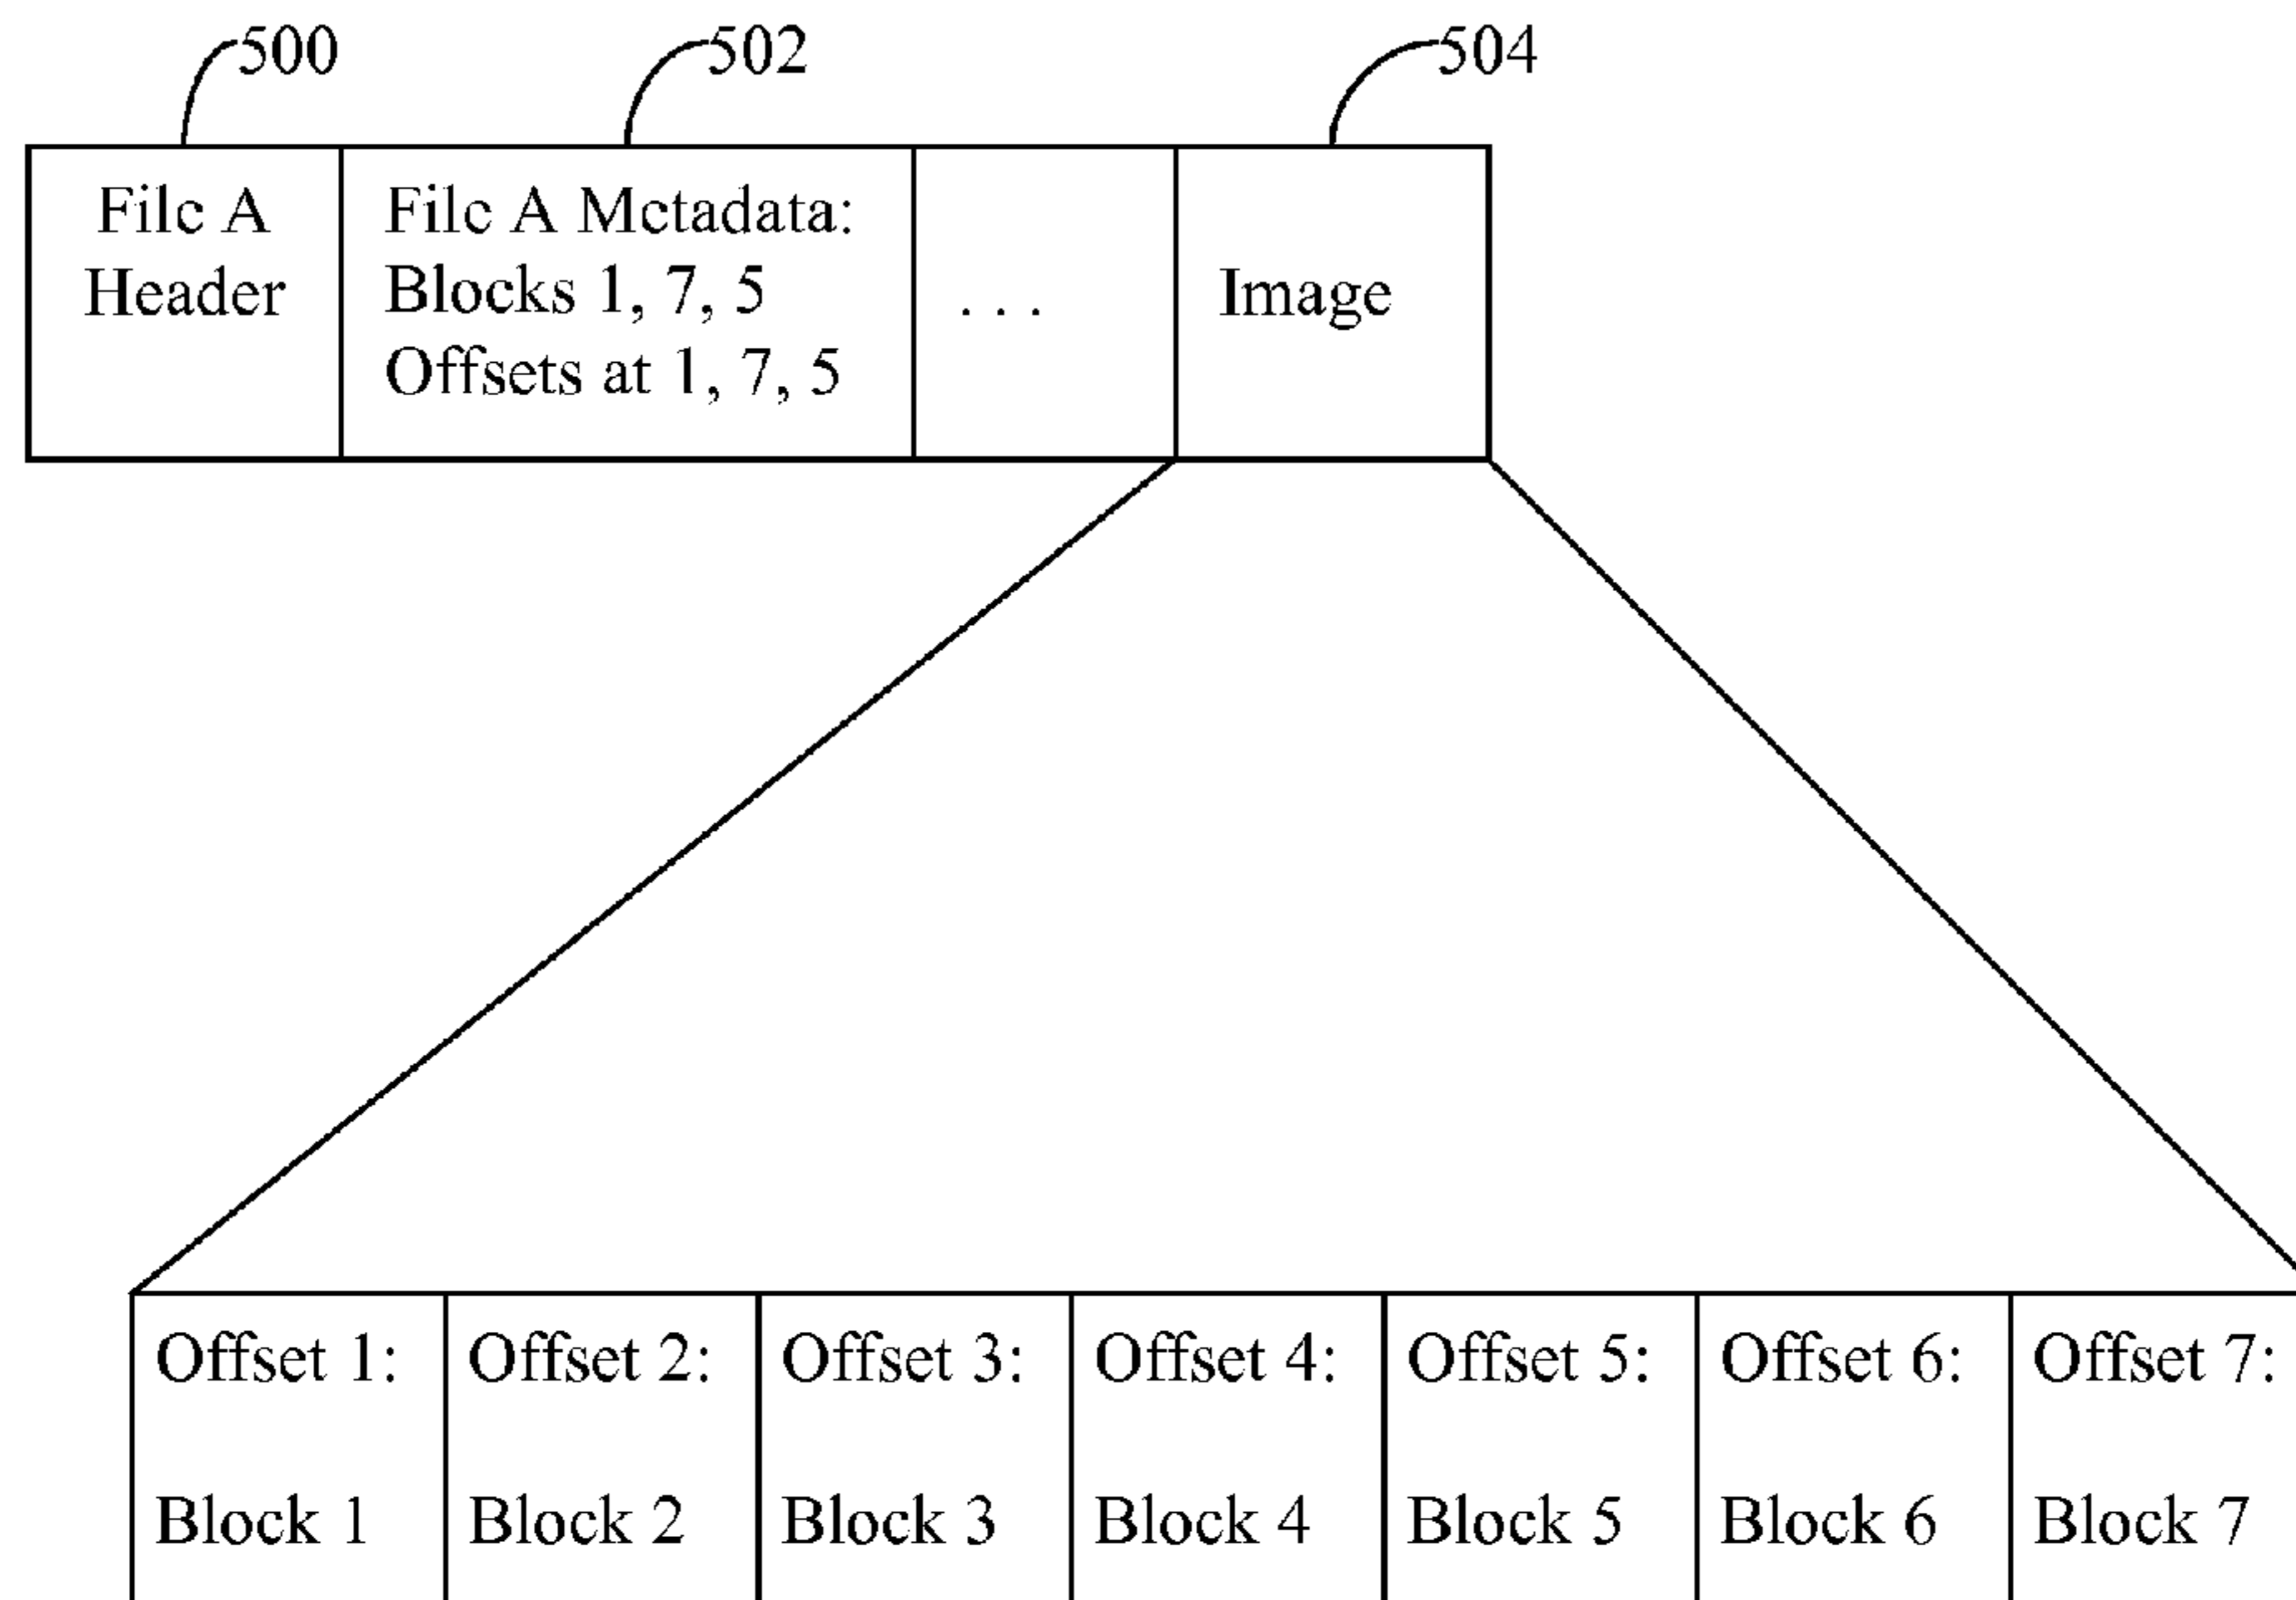 500
502
504
File A
Header
File A Metadata:
Blocks 1, 7, 5
Offsets at 1, 7, 5
. . .
Image
Offset 1:
Block 1
Offset 2:
Block 2
Offset 3:
Block 3
Offset 4:
Block 4
Offset 5:
Block 5
Offset 6:
Block 6
Offset 7:
Block 7